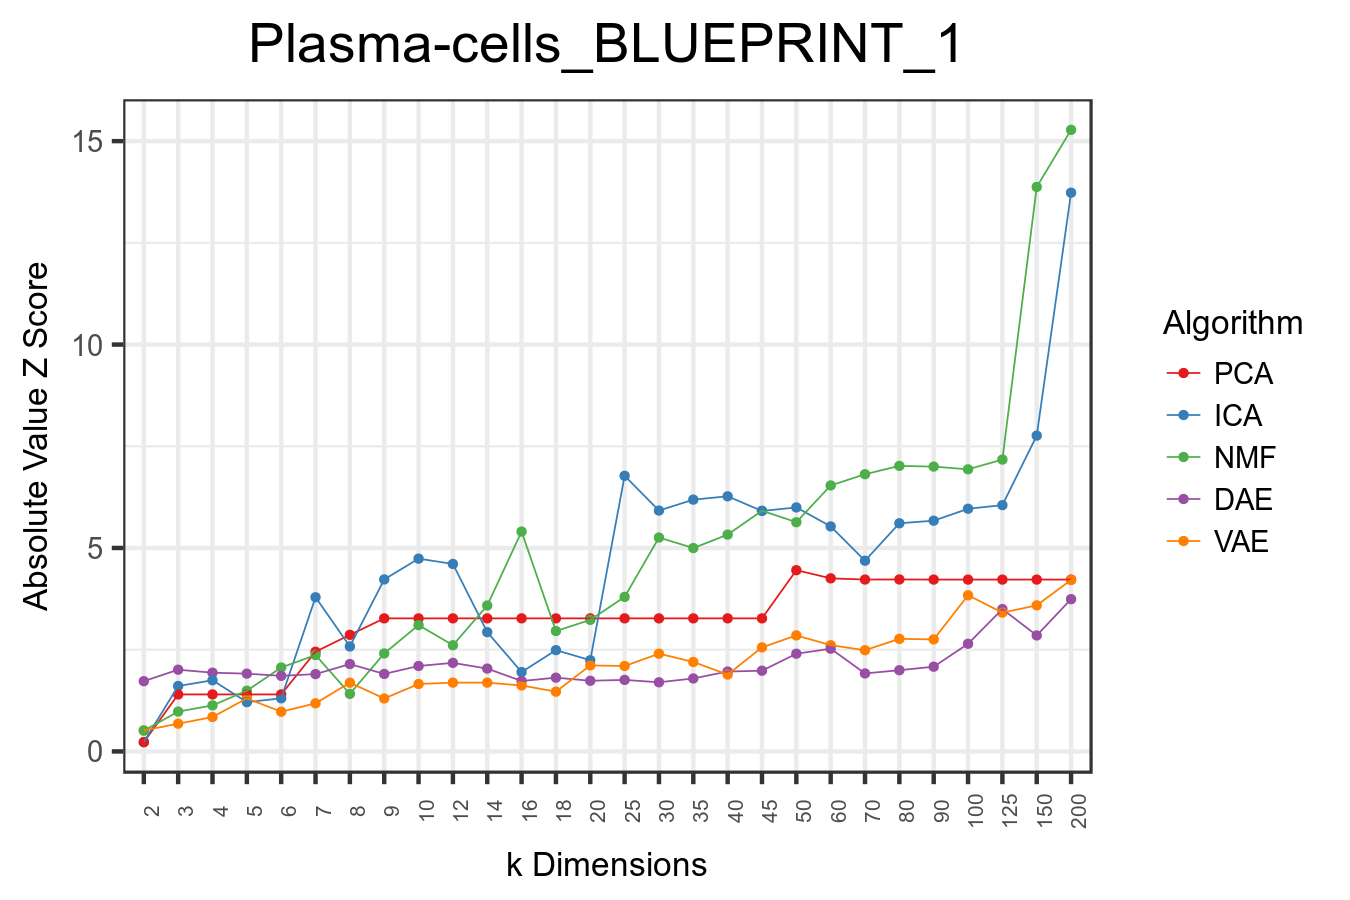 Plasma-cells_BLUEPRINT_1
Absolute Value Z Score
15
10
5
0
2 3 4 5 6 7 8 9 10 12 14 16 18 20 25 30 35 40 45 50 60 70 80 90 100 125 150 200
k Dimensions
Algorithm
PCA
ICA
NMF
DAE
VAE